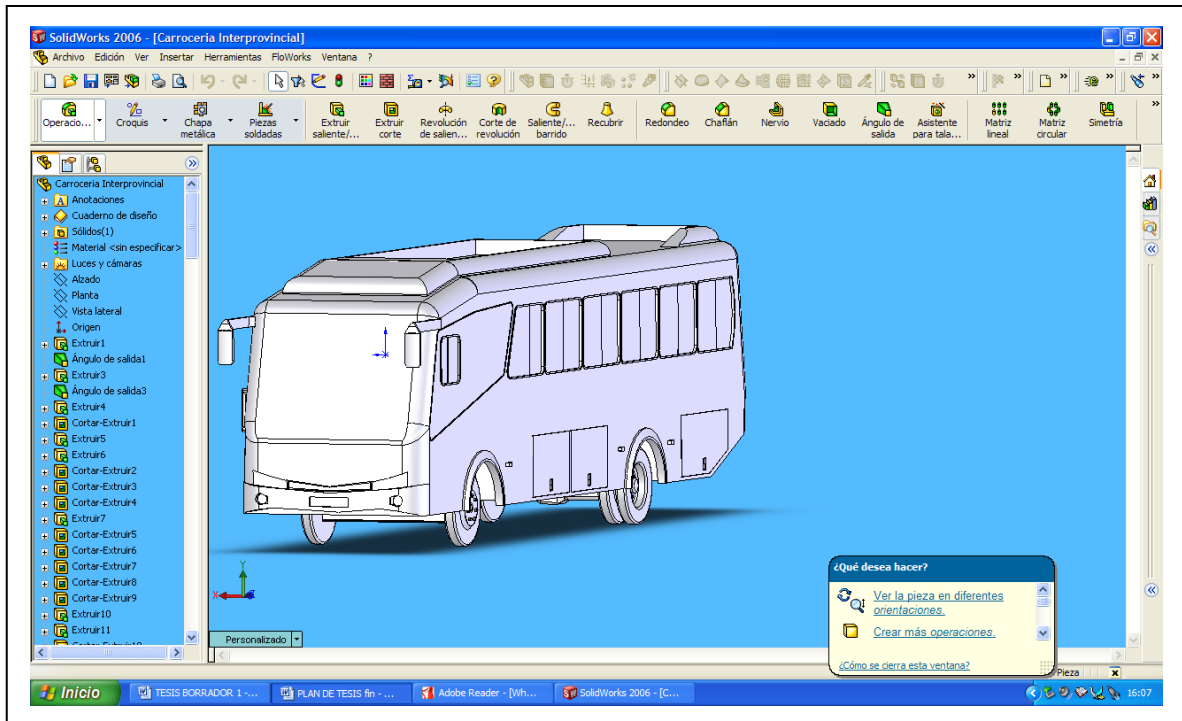 SolidWorks 2006 - [Carroceria Interprovincial]
Archivo Edición Ver Insertar Herramientas FloWorks Ventana ?
Operacio... Croquis Chapa metálica Piezas soldadas Extruir saliente/... Extruir corte Revolución de salien... Corte de revolución Saliente/... barrido Recubrir Redondeo Chaflán Nervio Vaciado Ángulo de salida Asistente para tala... Matriz lineal Matriz circular Simetría
Carroceria Interprovincial
Anotaciones
Cuaderno de diseño
Sólidos(1)
Material <sin especificar>
Luces y cámaras
Alzado
Planta
Vista lateral
Origen
Extruir1
Ángulo de salida1
Extruir3
Ángulo de salida3
Extruir4
Cortar-Extruir1
Extruir5
Extruir6
Cortar-Extruir2
Cortar-Extruir3
Cortar-Extruir4
Extruir7
Cortar-Extruir5
Cortar-Extruir6
Cortar-Extruir7
Cortar-Extruir8
Cortar-Extruir9
Extruir10
Extruir11
Y
X
Personalizado
¿Qué desea hacer?
Ver la pieza en diferentes
orientaciones.
Crear más operaciones.
¿Cómo se cierra esta ventana?
Pieza
Inicio TESIS BORRADOR 1 -... PLAN DE TESIS fin - ... Adobe Reader - [Wh... SolidWorks 2006 - [C... 16:07